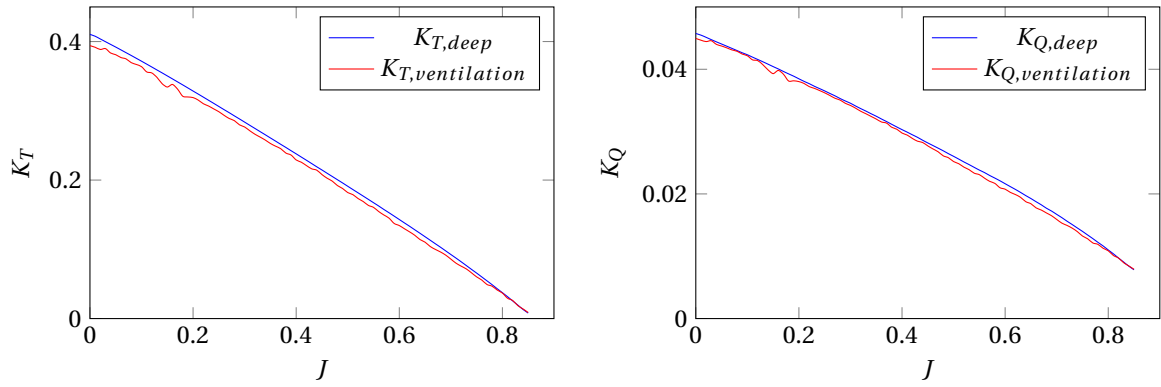 0.4
0.2
0
K_T
K_{T,deep}
K_{T,ventilation}
0 0.2 0.4 0.6 0.8
J
0.04
0.02
0
K_Q
K_{Q,deep}
K_{Q,ventilation}
0 0.2 0.4 0.6 0.8
J